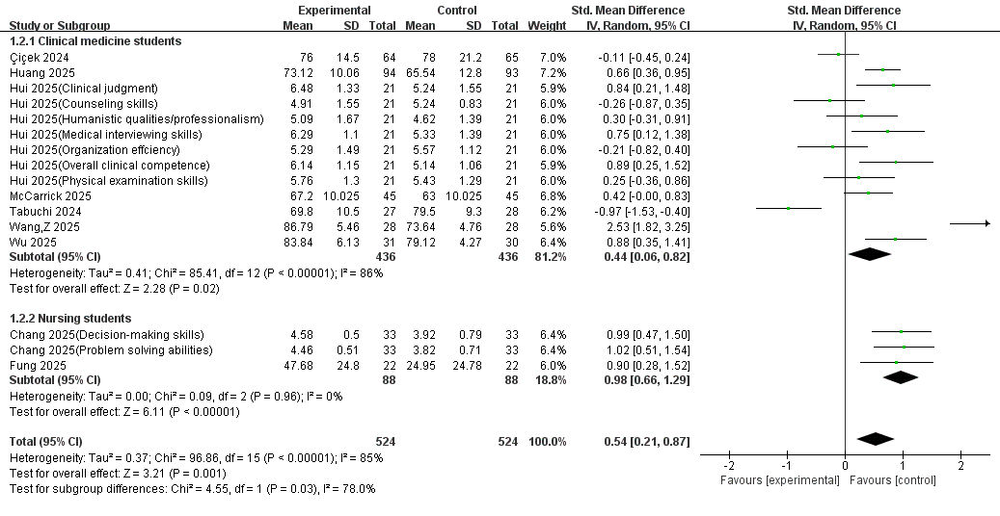 Experimental Control Std. Mean Difference Std. Mean Difference
Study or Subgroup Mean SD Total Mean SD Total Weight IV, Random, 95% CI IV, Random, 95% CI
1.2.1 Clinical medicine students
Çiçek 2024 76 14.5 64 78 21.2 65 7.0% -0.11 [-0.45, 0.24]
Huang 2025 73.12 10.06 94 65.54 12.8 93 7.2% 0.66 [0.36, 0.95]
Hui 2025(Clinical judgment) 6.48 1.33 21 5.24 1.55 21 5.9% 0.84 [0.21, 1.48]
Hui 2025(Counseling skills) 4.91 1.55 21 5.24 0.83 21 6.0% -0.26 [-0.87, 0.35]
Hui 2025(Humanistic qualities/professionalism) 5.09 1.67 21 4.62 1.39 21 6.0% 0.30 [-0.31, 0.91]
Hui 2025(Medical interviewing skills) 6.29 1.1 21 5.33 1.39 21 6.0% 0.75 [0.12, 1.38]
Hui 2025(Organization effciency) 5.29 1.49 21 5.57 1.12 21 6.0% -0.21 [-0.82, 0.40]
Hui 2025(Overall clinical competence) 6.14 1.15 21 5.14 1.06 21 5.9% 0.89 [0.25, 1.52]
Hui 2025(Physical examination skills) 5.76 1.3 21 5.43 1.29 21 6.0% 0.25 [-0.36, 0.86]
McCarrick 2025 67.2 10.025 45 63 10.025 45 6.8% 0.42 [-0.00, 0.83]
Tabuchi 2024 69.8 10.5 27 79.5 9.3 28 6.2% -0.97 [-1.53, -0.40]
Wang,Z 2025 86.79 5.46 28 73.64 4.76 28 5.6% 2.53 [1.82, 3.25]
Wu 2025 83.84 6.13 31 79.12 4.27 30 6.4% 0.88 [0.35, 1.41]
Subtotal (95% CI) 436 436 81.2% 0.44 [0.06, 0.82]
Heterogeneity: Tau² = 0.41; Chi² = 85.41, df = 12 (P < 0.00001); I² = 86%
Test for overall effect: Z = 2.28 (P = 0.02)
1.2.2 Nursing students
Chang 2025(Decision-making skills) 4.58 0.5 33 3.92 0.79 33 6.4% 0.99 [0.47, 1.50]
Chang 2025(Problem solving abilities) 4.46 0.51 33 3.82 0.71 33 6.4% 1.02 [0.51, 1.54]
Fung 2025 47.68 24.8 22 24.95 24.78 22 6.0% 0.90 [0.28, 1.52]
Subtotal (95% CI) 88 88 18.8% 0.98 [0.66, 1.29]
Heterogeneity: Tau² = 0.00; Chi² = 0.09, df = 2 (P = 0.96); I² = 0%
Test for overall effect: Z = 6.11 (P < 0.00001)
Total (95% CI) 524 524 100.0% 0.54 [0.21, 0.87]
Heterogeneity: Tau² = 0.37; Chi² = 96.86, df = 15 (P < 0.00001); I² = 85%
Test for overall effect: Z = 3.21 (P = 0.001)
Test for subgroup differences: Chi² = 4.55, df = 1 (P = 0.03), I² = 78.0%
-2 -1 0 1 2
Favours [experimental] Favours [control]